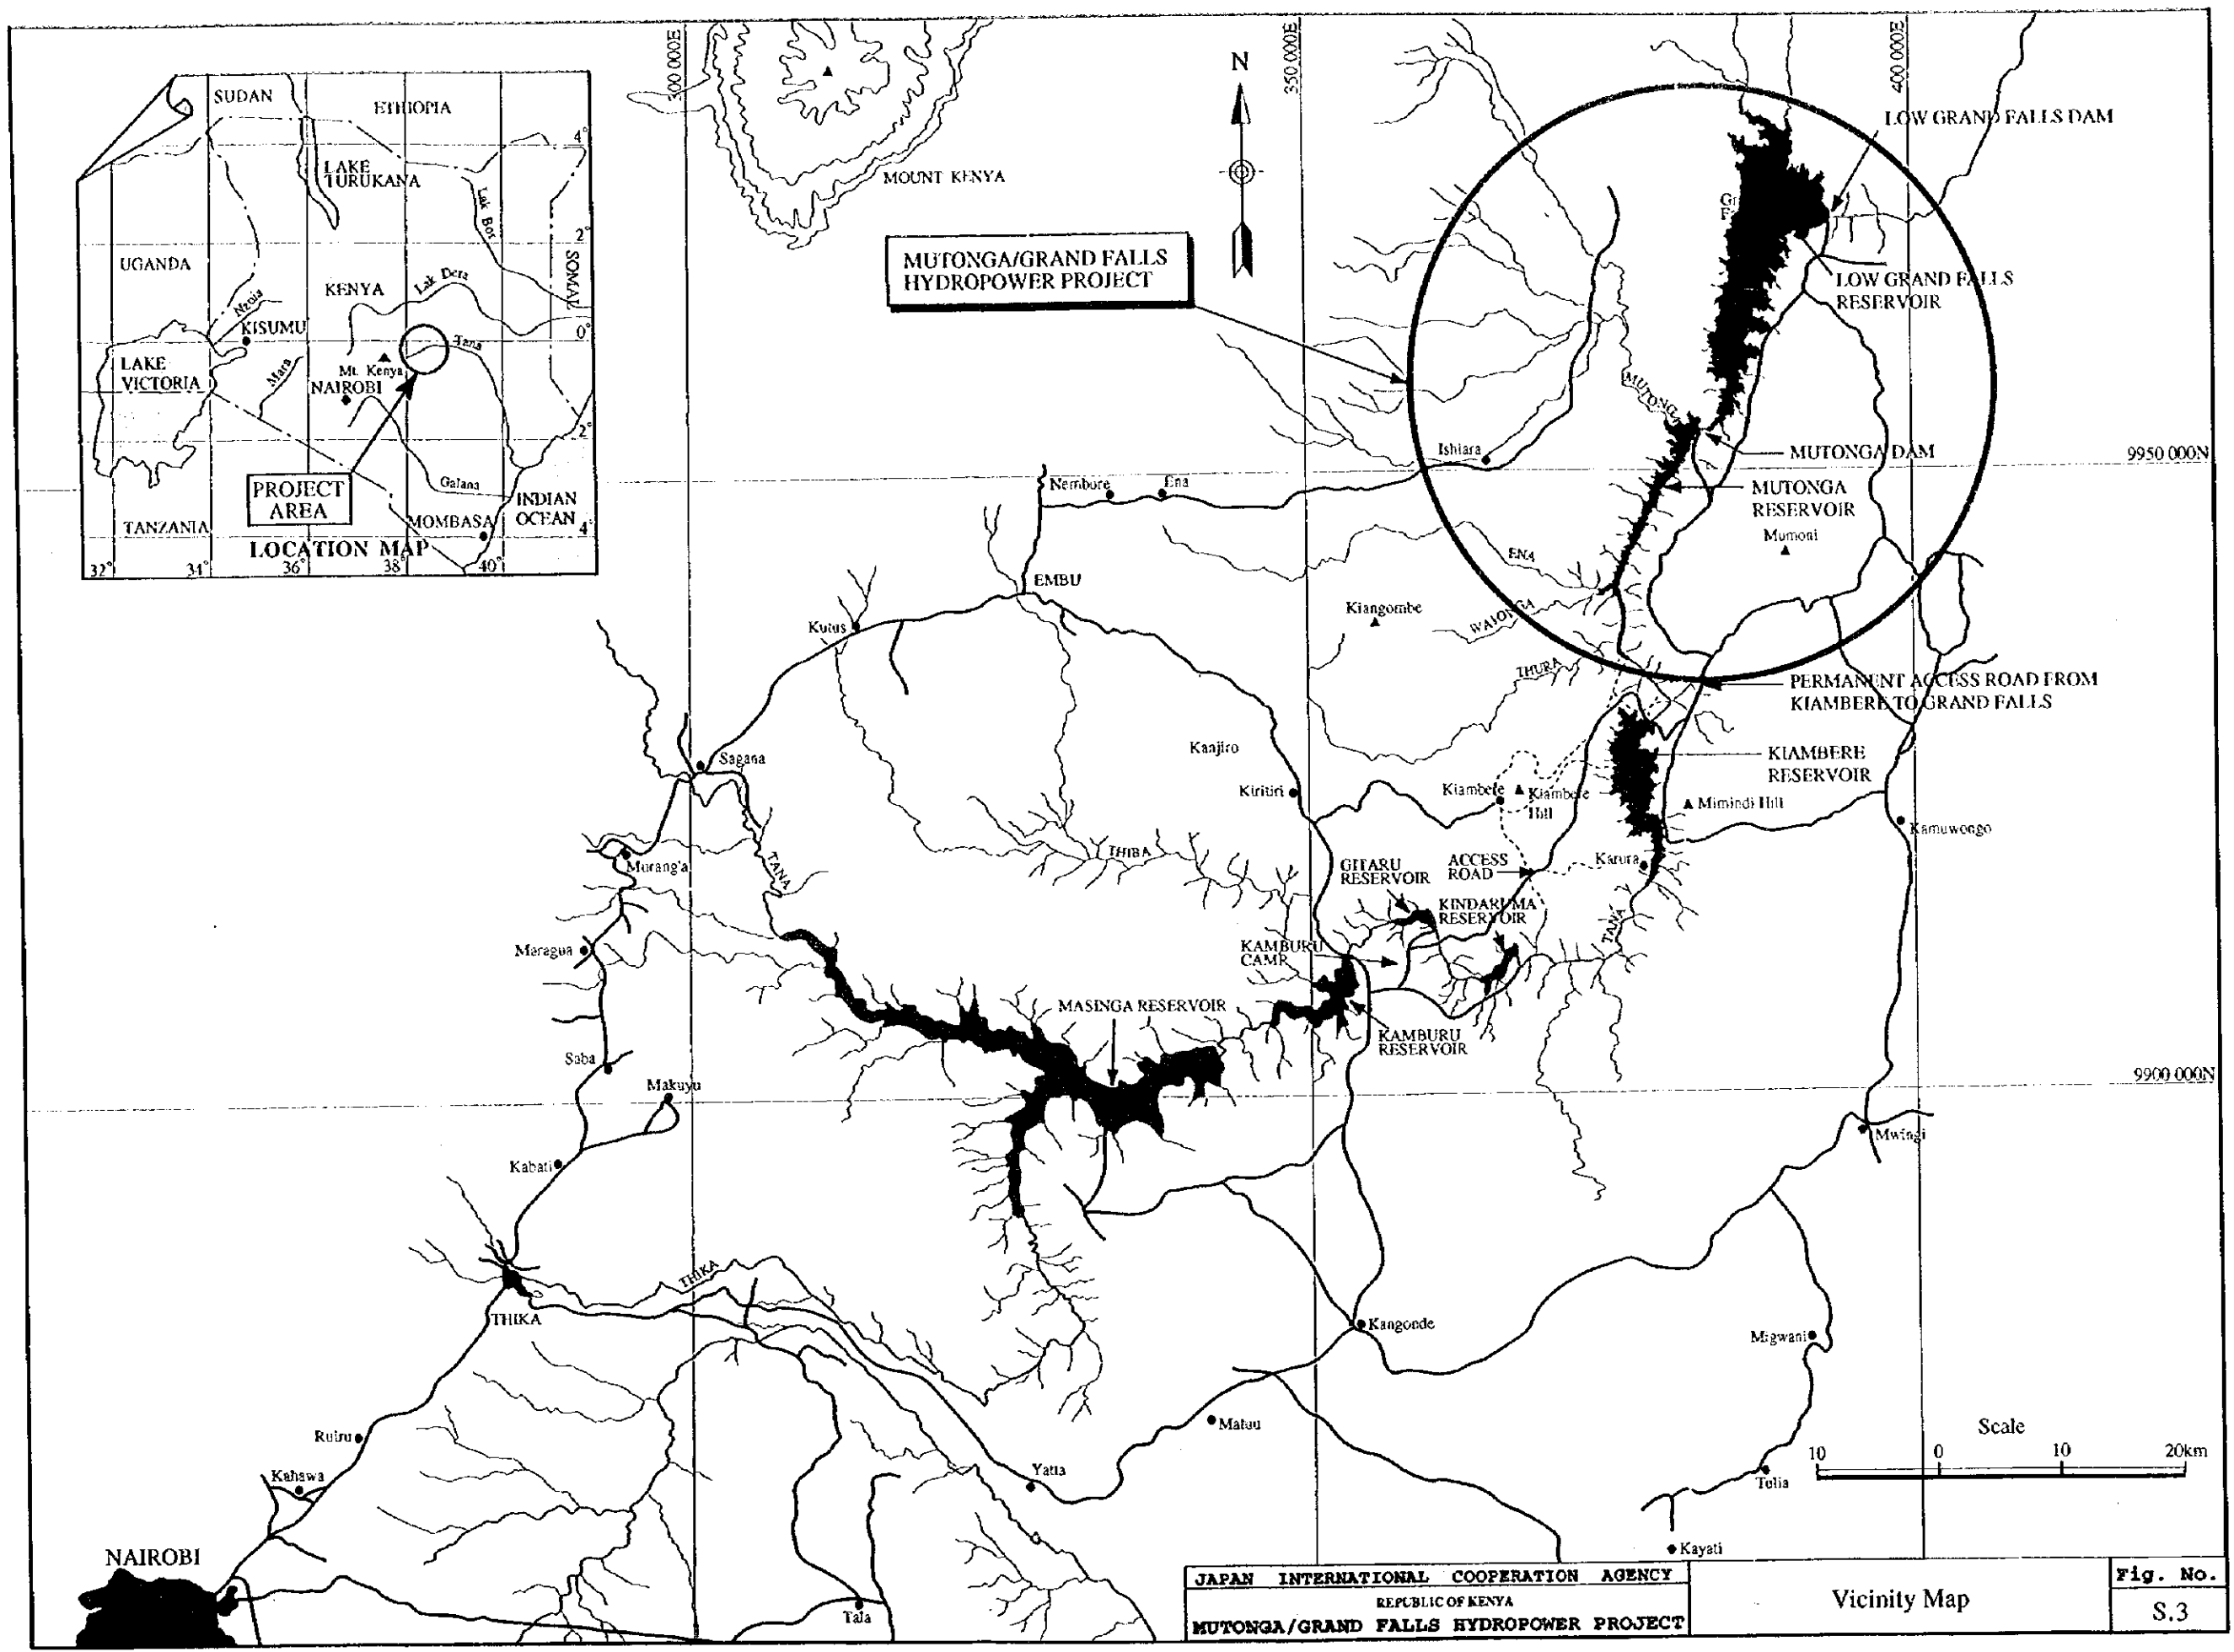 300 000E
350 000E
400 000E
N
SUDAN
ETHIOPIA
4°
LAKE
TURUKANA
Lak Bor
2°
UGANDA
SOMALI
KENYA
Lak Dera
Nzoia
KISUMU
0°
Tana
LAKE
VICTORIA
Mara
Mt. Kenya
NAIROBI
2°
Galana
PROJECT
AREA
INDIAN
OCEAN
TANZANIA
MOMBASA
4°
LOCATION MAP
32°
34°
36°
38°
40°
MOUNT KENYA
LOW GRAND FALLS DAM
MUTONGA/GRAND FALLS
HYDROPOWER PROJECT
LOW GRAND FALLS
RESERVOIR
MUTONGA
Ishiara
MUTONGA DAM
9950 000N
Nembure
Ena
MUTONGA
RESERVOIR
Mumoni
ENA
EMBU
Kiangombe
Kutus
THURA
PERMANENT ACCESS ROAD FROM
KIAMBERE TO GRAND FALLS
Sagana
Kanjiro
KIAMBERE
RESERVOIR
Kiritiri
Kiambere
Kiambere
Hill
Mimindi Hill
Kamuwongo
Murang'a
TANA
THIBA
GITARU
RESERVOIR
ACCESS
ROAD
Karura
KINDARUMA
RESERVOIR
TANA
Maragua
KAMBURU
CAMP
MASINGA RESERVOIR
KAMBURU
RESERVOIR
Saba
Makuyu
9900 000N
Mwingi
Kabati
THIKA
THIKA
Kangonde
Migwani
Ruiru
Matuu
Scale
10
0
10
20km
Kahawa
Yatta
Tulia
NAIROBI
Kayati
Tala
JAPAN INTERNATIONAL COOPERATION AGENCY
REPUBLIC OF KENYA
MUTONGA/GRAND FALLS HYDROPOWER PROJECT
Vicinity Map
Fig. No.
S.3